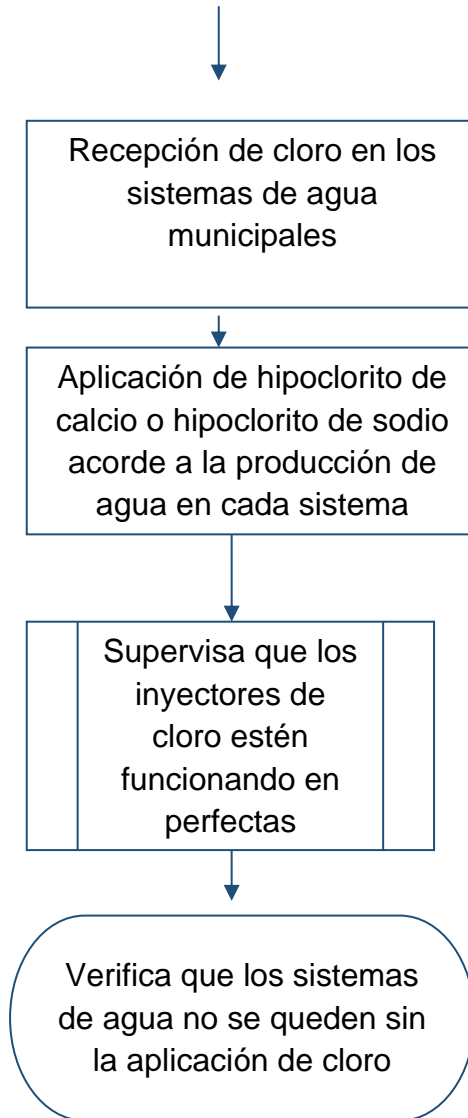 Recepción de cloro en los
sistemas de agua
municipales
Aplicación de hipoclorito de
calcio o hipoclorito de sodio
acorde a la producción de
agua en cada sistema
Supervisa que los
inyectores de
cloro estén
funcionando en
perfectas
Verifica que los sistemas
de agua no se queden sin
la aplicación de cloro